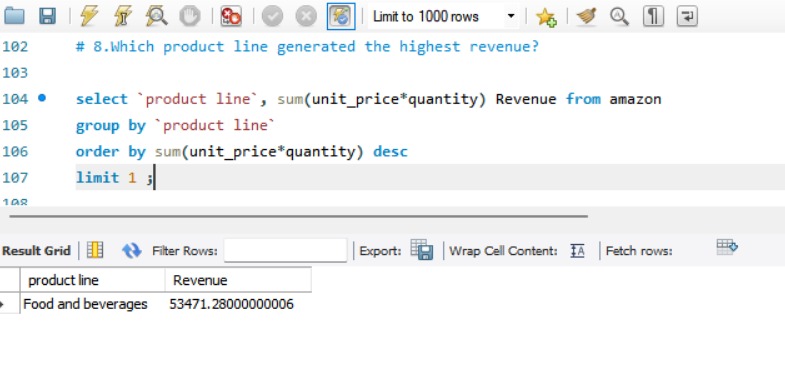 Limit to 1000 rows
102 # 8.Which product line generated the highest revenue?
103
104 select `product line`, sum(unit_price*quantity) Revenue from amazon
105 group by `product line`
106 order by sum(unit_price*quantity) desc
107 limit 1 ;
108
Result Grid Filter Rows: Export: Wrap Cell Content: Fetch rows:
product line Revenue
Food and beverages 53471.28000000006